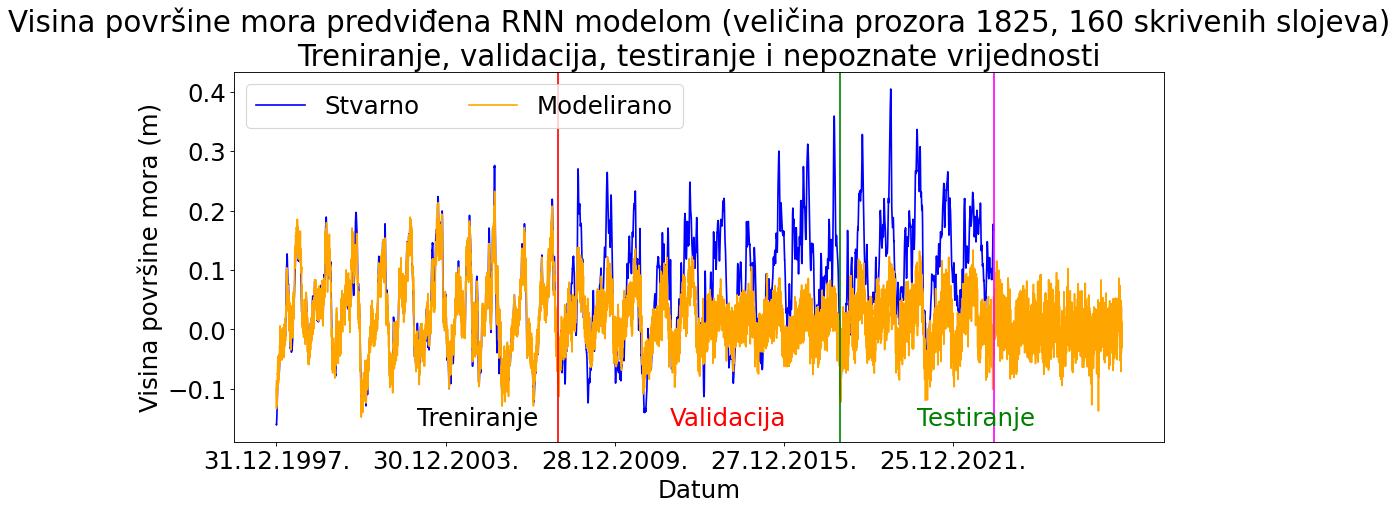 Visina površine mora predviđena RNN modelom (veličina prozora 1825, 160 skrivenih slojeva)
Treniranje, validacija, testiranje i nepoznate vrijednosti
Stvarno
Modelirano
Visina površine mora (m)
0.4
0.3
0.2
0.1
0.0
−0.1
Treniranje
Validacija
Testiranje
31.12.1997.
30.12.2003.
28.12.2009.
27.12.2015.
25.12.2021.
Datum